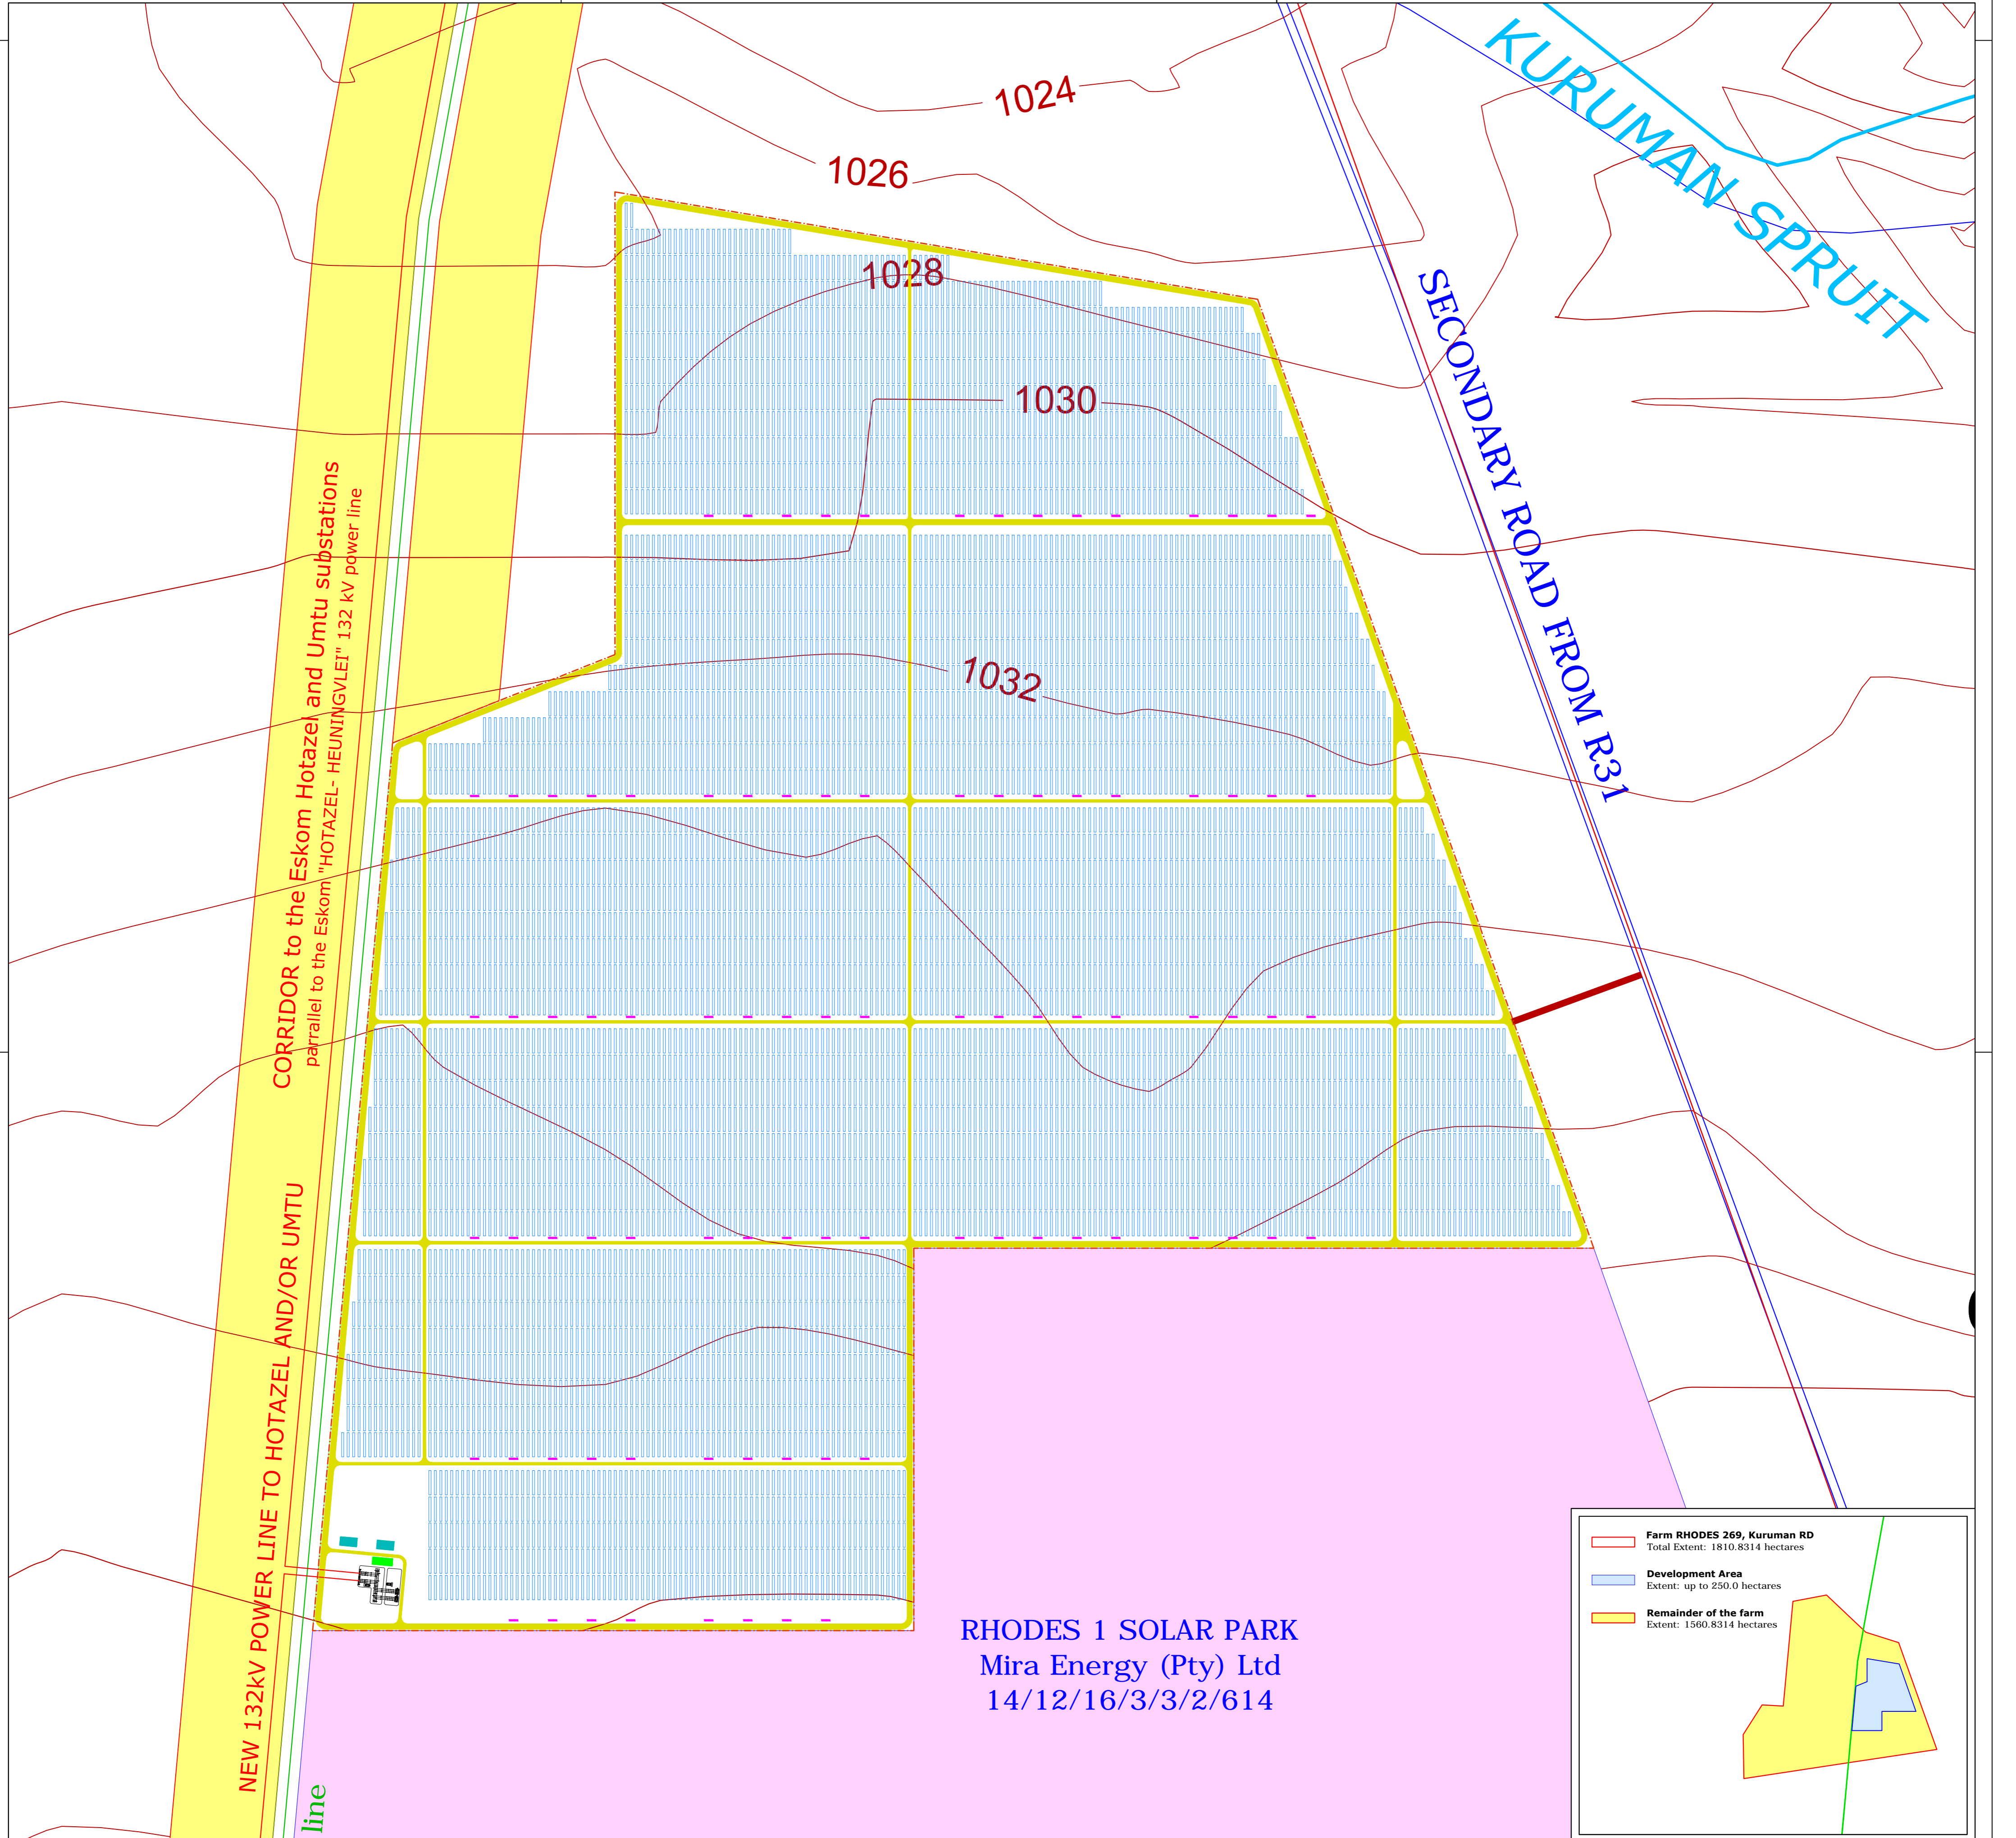 KURUMAN SPRUIT
1024
1026
1028
1030
1032
SECONDARY ROAD FROM R31
CORRIDOR to the Eskom Hotazel and Umtu substations
parrallel to the Eskom "HOTAZEL- HEUNINGVLEI" 132 kV power line
NEW 132kV POWER LINE TO HOTAZEL AND/OR UMTU
line
RHODES 1 SOLAR PARK
Mira Energy (Pty) Ltd
14/12/16/3/3/2/614
Farm RHODES 269, Kuruman RD
Total Extent: 1810.8314 hectares
Development Area
Extent: up to 250.0 hectares
Remainder of the farm
Extent: 1560.8314 hectares